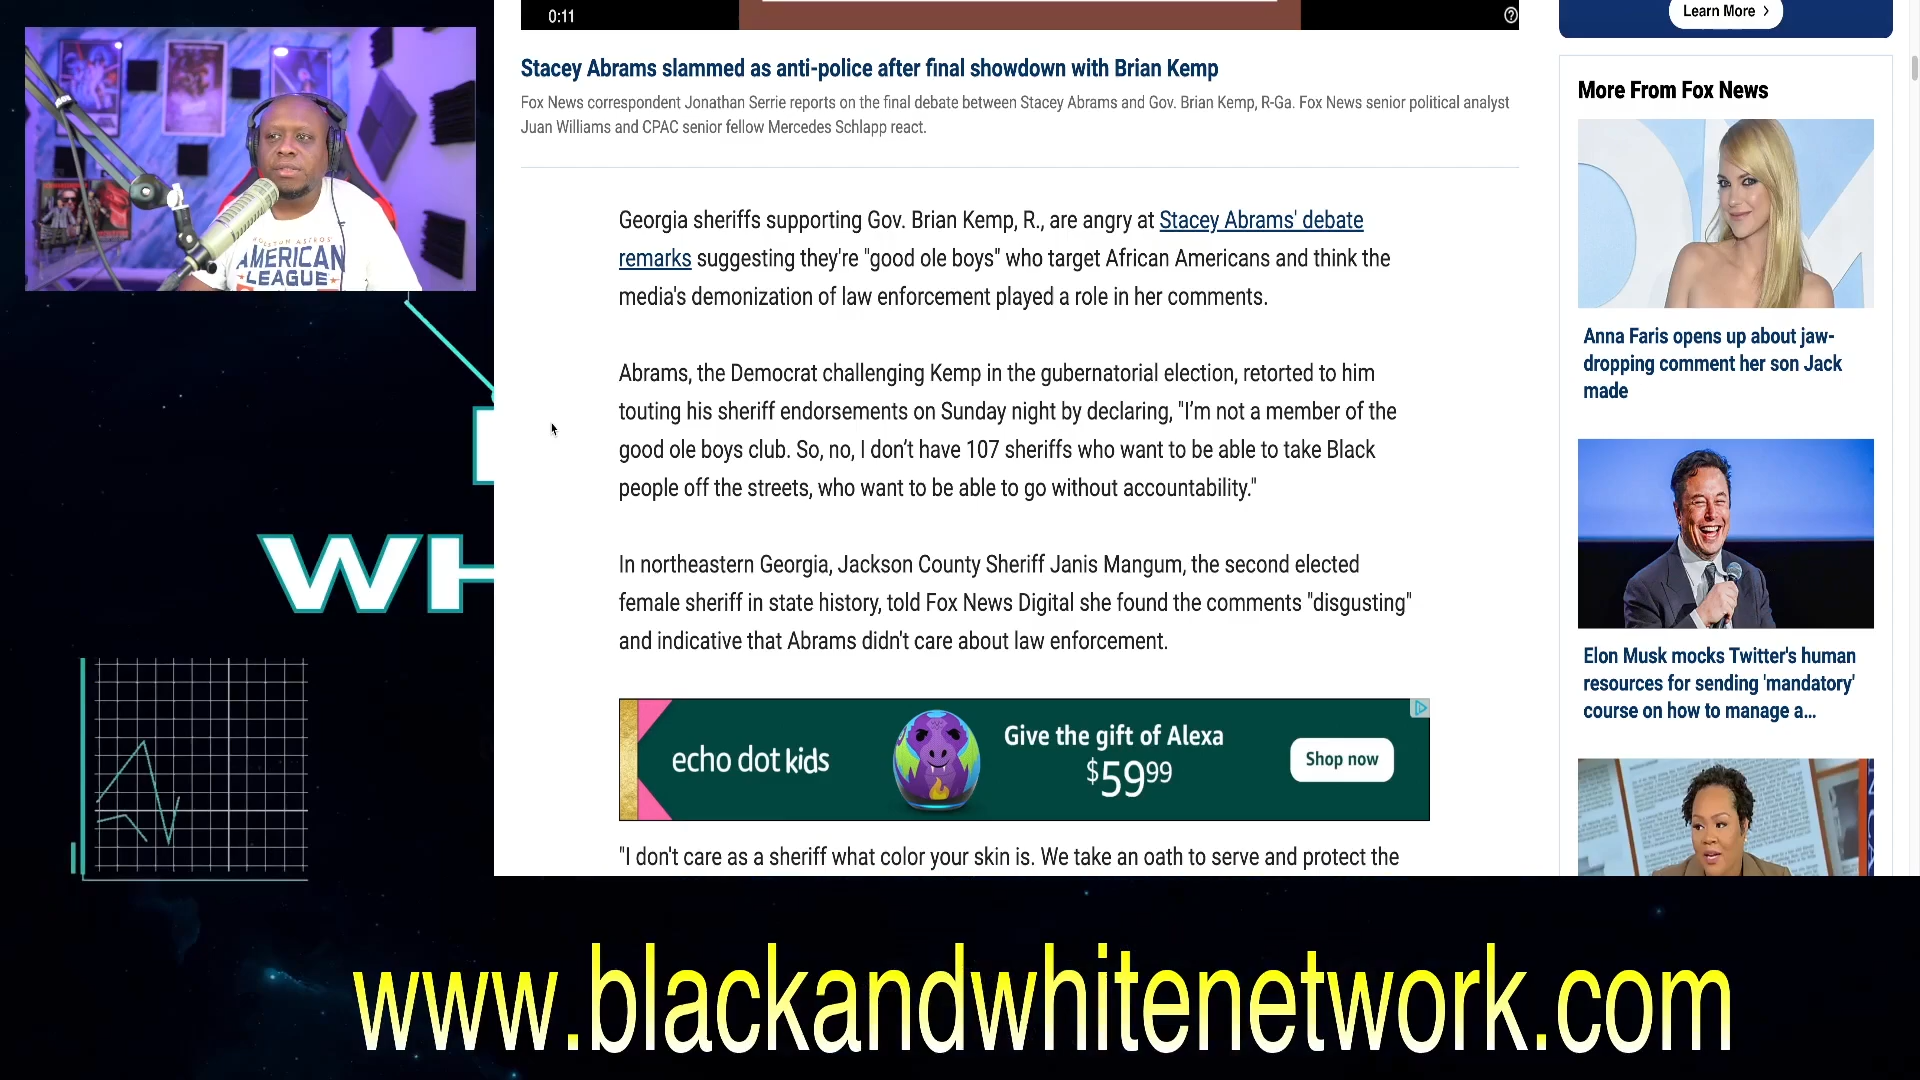 0:11
Learn More >
Stacey Abrams slammed as anti-police after final showdown with Brian Kemp
Fox News correspondent Jonathan Serrie reports on the final debate between Stacey Abrams and Gov. Brian Kemp, R-Ga. Fox News senior political analyst
Juan Williams and CPAC senior fellow Mercedes Schlapp react.
More From Fox News
HOUSTON ASTROS
AMERICAN
LEAGUE
Georgia sheriffs supporting Gov. Brian Kemp, R., are angry at Stacey Abrams' debate
remarks suggesting they're "good ole boys" who target African Americans and think the
media's demonization of law enforcement played a role in her comments.
Anna Faris opens up about jaw-
dropping comment her son Jack
made
Abrams, the Democrat challenging Kemp in the gubernatorial election, retorted to him
touting his sheriff endorsements on Sunday night by declaring, "I’m not a member of the
good ole boys club. So, no, I don’t have 107 sheriffs who want to be able to take Black
people off the streets, who want to be able to go without accountability."
WH
In northeastern Georgia, Jackson County Sheriff Janis Mangum, the second elected
female sheriff in state history, told Fox News Digital she found the comments "disgusting"
and indicative that Abrams didn't care about law enforcement.
Elon Musk mocks Twitter's human
resources for sending 'mandatory'
course on how to manage a...
echo dot kids
Give the gift of Alexa
$5999
Shop now
"I don't care as a sheriff what color your skin is. We take an oath to serve and protect the
www.blackandwhitenetwork.com